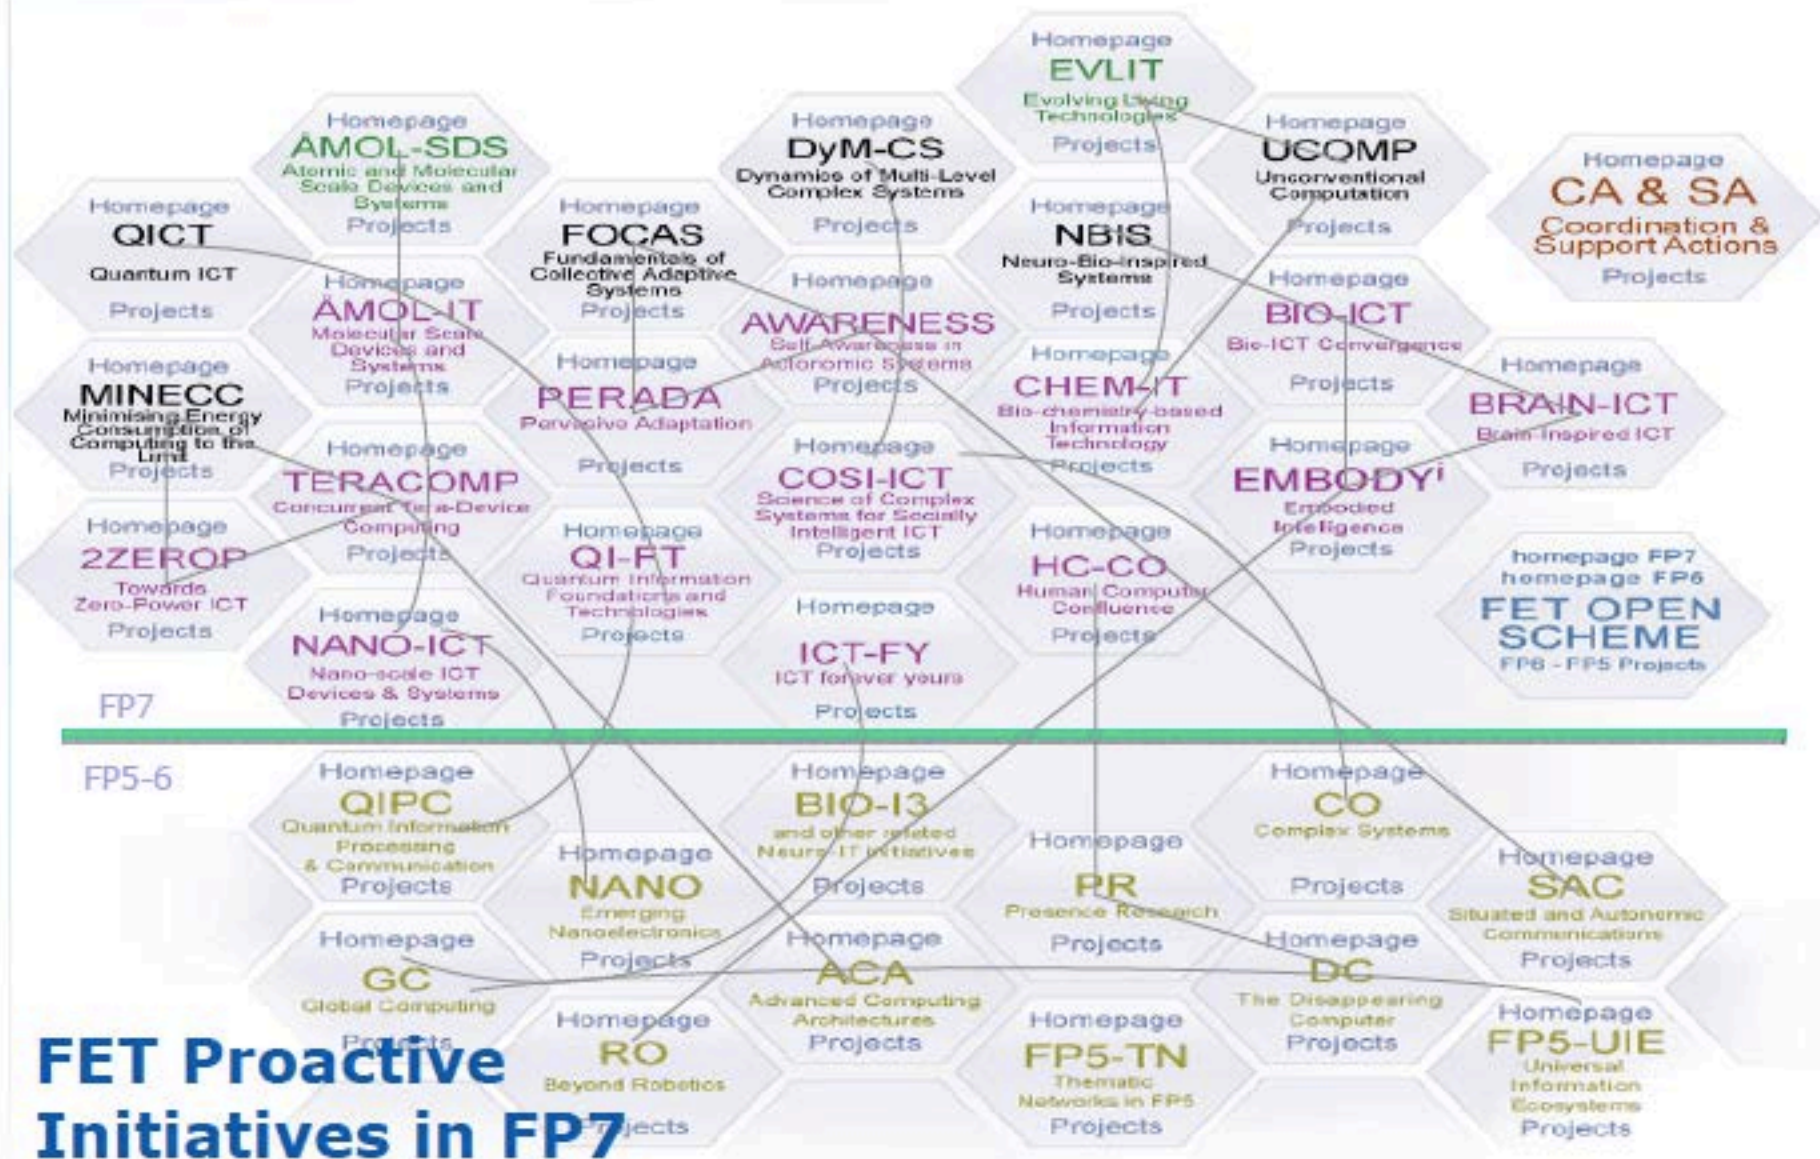 Homepage
EVLIT
Evolving Living
Technologies
Projects
Homepage
ÅMOL-SDS
Atomic and Molecular
Scale Devices and
Systems
Projects
Homepage
DyM-CS
Dynamics of Multi-Level
Complex Systems
Projects
Homepage
UCOMP
Unconventional
Computation
Projects
Homepage
CA & SA
Coordination &
Support Actions
Projects
Homepage
QICT
Quantum ICT
Projects
Homepage
FOCAS
Fundamentals of
Collective Adaptive
Systems
Projects
Homepage
NBIS
Neuro-Bio-Inspired
Systems
Projects
Homepage
ÅMOL-IT
Molecular Scale
Devices and
Systems
Projects
Homepage
AWARENESS
Self-Awareness in
Autonomic Systems
Projects
Homepage
BIO-ICT
Bio-ICT Convergence
Projects
Homepage
MINECC
Minimising Energy
Consumption of
Computing to the
Limit
Projects
Homepage
PERADA
Pervasive Adaptation
Projects
Homepage
CHEM-IT
Bio-chemistry-based
Information
Technology
Projects
Homepage
BRAIN-ICT
Brain-Inspired ICT
Projects
Homepage
TERACOMP
Concurrent Tera-Device
Computing
Projects
Homepage
COSI-ICT
Science of Complex
Systems for Socially
Intelligent ICT
Projects
Homepage
EMBODYi
Embodied
Intelligence
Projects
Homepage
2ZEROP
Towards
Zero-Power ICT
Projects
Homepage
QI-FT
Quantum Information
Foundations and
Technologies
Projects
Homepage
HC-CO
Human Computer
Confluence
Projects
homepage FP7
homepage FP6
FET OPEN
SCHEME
FP6 - FP5 Projects
Homepage
NANO-ICT
Nano-scale ICT
Devices & Systems
Projects
Homepage
ICT-FY
ICT forever yours
Projects
FP7
FP5-6
Homepage
QIPC
Quantum Information
Processing
& Communication
Projects
Homepage
BIO-I3
and other related
Neuro-IT initiatives
Projects
Homepage
CO
Complex Systems
Projects
Homepage
NANO
Emerging
Nanoelectronics
Projects
Homepage
PR
Presence Research
Projects
Homepage
SAC
Situated and Autonomic
Communications
Projects
Homepage
GC
Global Computing
Projects
Homepage
ACA
Advanced Computing
Architectures
Projects
Homepage
DC
The Disappearing
Computer
Projects
Homepage
RO
Beyond Robotics
Projects
Homepage
FP5-TN
Thematic
Networks in FP5
Projects
Homepage
FP5-UIE
Universal
Information
Ecosystems
Projects
FET Proactive
Initiatives in FP7